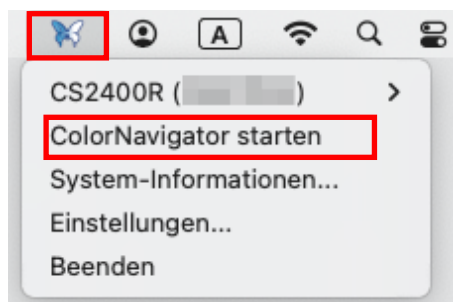 A
CS2400R ( )
ColorNavigator starten
System-Informationen...
Einstellungen...
Beenden